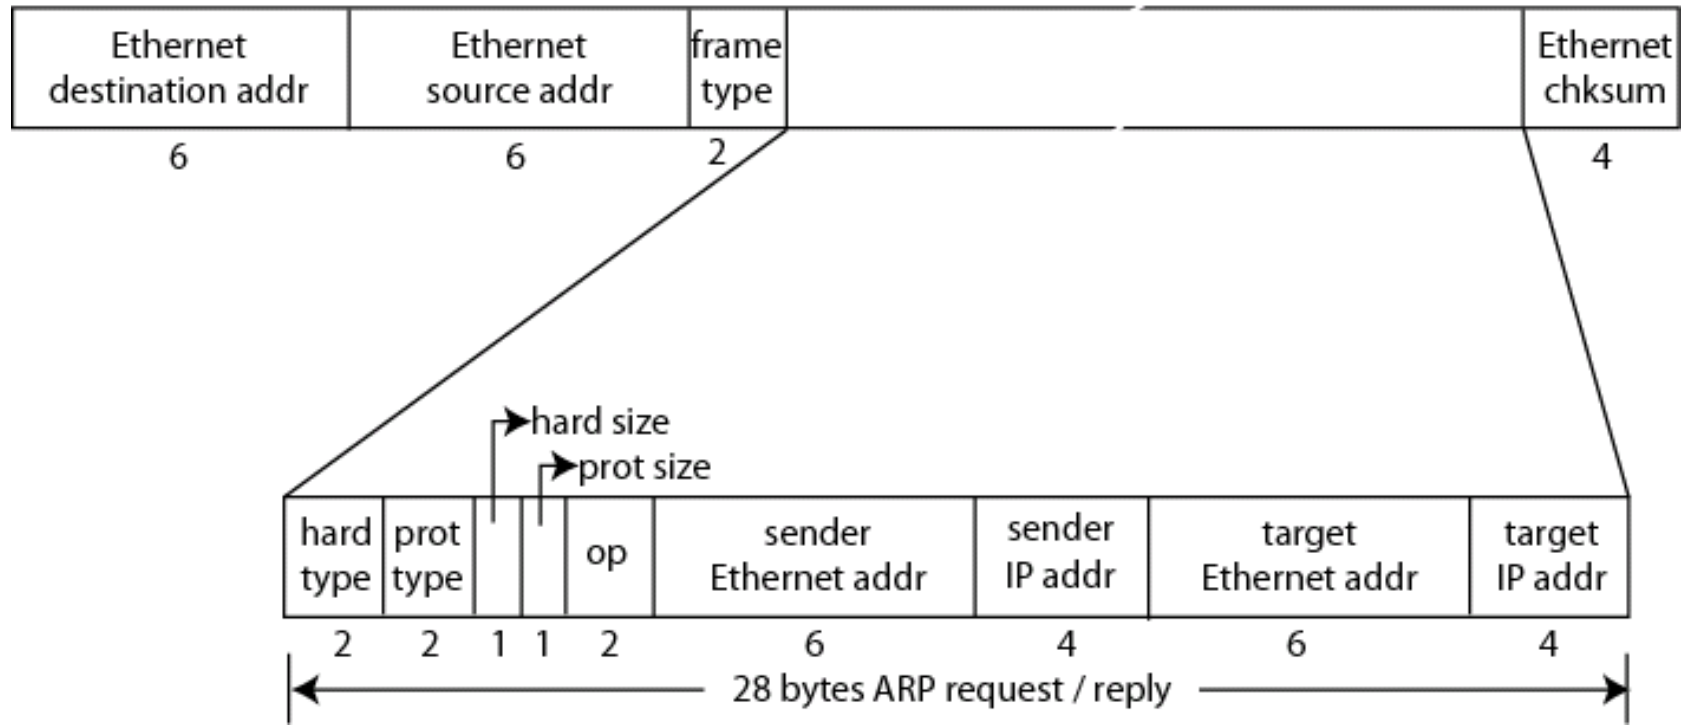 Ethernet
destination addr
Ethernet
source addr
frame
type
Ethernet
chksum
6
6
2
4
hard size
prot size
hard
type
prot
type
op
sender
Ethernet addr
sender
IP addr
target
Ethernet addr
target
IP addr
2
2
1
1
2
6
4
6
4
28 bytes ARP request / reply